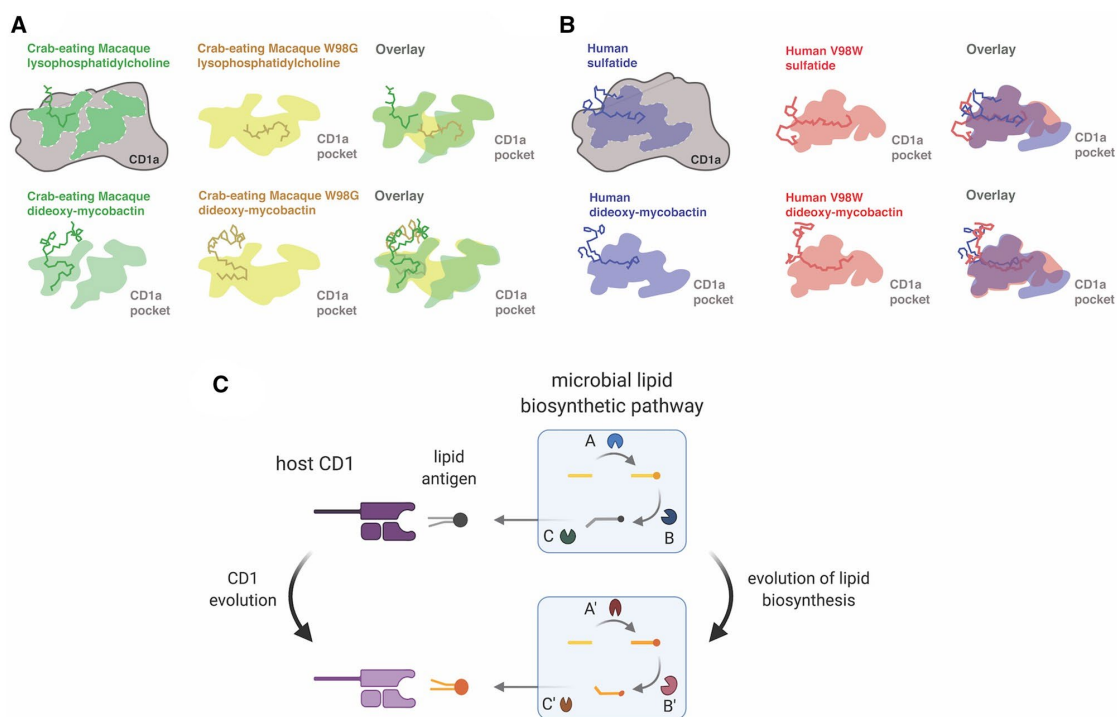 A
Crab-eating Macaque
lysophosphatidylcholine
Crab-eating Macaque W98G
lysophosphatidylcholine
Overlay
CD1a
CD1a
pocket
CD1a
pocket
Crab-eating Macaque
dideoxy-mycobactin
Crab-eating Macaque W98G
dideoxy-mycobactin
Overlay
CD1a
pocket
CD1a
pocket
CD1a
pocket
B
Human
sulfatide
Human V98W
sulfatide
Overlay
CD1a
CD1a
pocket
CD1a
pocket
Human
dideoxy-mycobactin
Human V98W
dideoxy-mycobactin
Overlay
CD1a
pocket
CD1a
pocket
CD1a
pocket
C
microbial lipid
biosynthetic pathway
host CD1
lipid
antigen
A
B
C
CD1
evolution
evolution of lipid
biosynthesis
A'
B'
C'